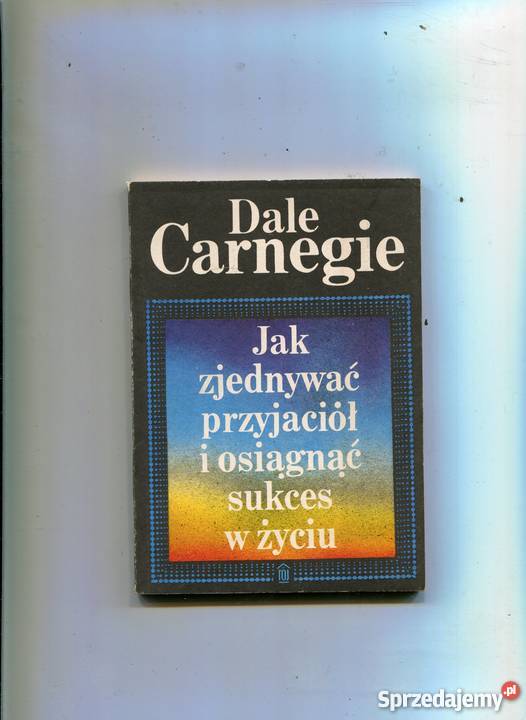 Dale
Carnegie
Jak
zjednywać
przyjaciół
i osiągnąć
sukces
w życiu
Sprzedajemy.pl